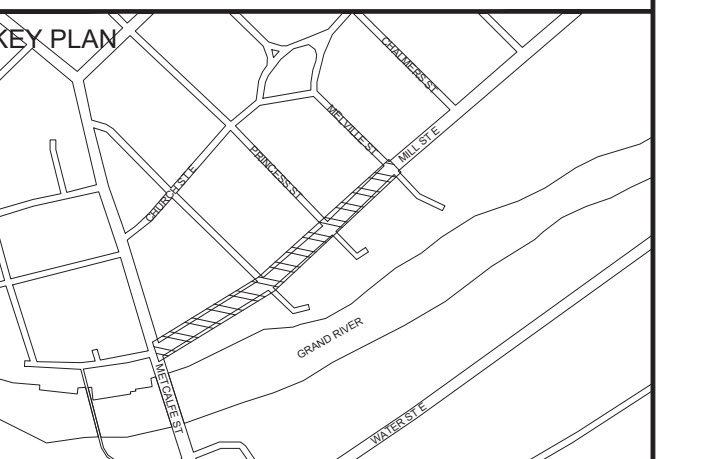 KEY PLAN
CHALMERS ST
MELVILLE ST
MILL ST E
PRINCESS ST
CHURCH ST E
GRAND RIVER
METCALFE ST
WATER ST E